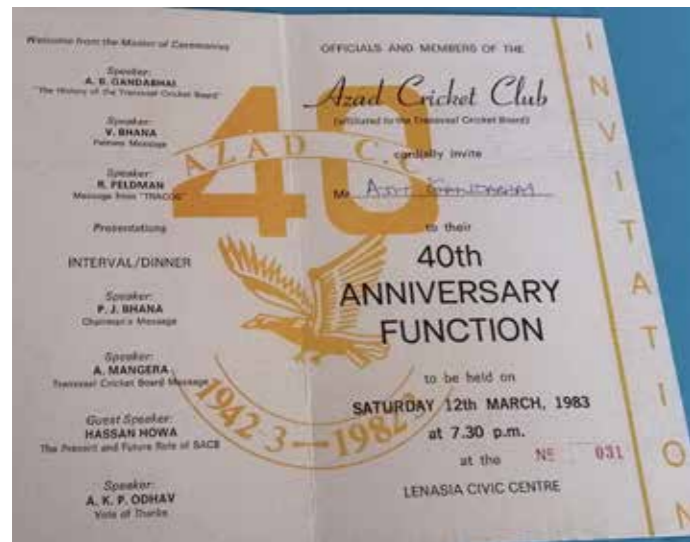 Welcome from the Master of Ceremonies
Speaker:
A. B. GANDABHAI
"The History of the Transvaal Cricket Board"
Speaker:
V. BHANA
Patrons Message
Speaker:
R. FELDMAN
Message from "TRACOS"
Presentations
INTERVAL/DINNER
Speaker:
P. J. BHANA
Chairman's Message
Speaker:
A. MANGERA
Transvaal Cricket Board Message
Guest Speaker:
HASSAN HOWA
The Present and Future Role of SACB
Speaker:
A. K. P. ODHAV
Vote of Thanks
40
AZAD C.C.
1942/3—1982/3
OFFICIALS AND MEMBERS OF THE
Azad Cricket Club
(affiliated to the Transvaal Cricket Board)
cordially invite
Mr GANDABHAI
to their
40th
ANNIVERSARY
FUNCTION
to be held on
SATURDAY 12th MARCH, 1983
at 7.30 p.m.
at the
No 031
LENASIA CIVIC CENTRE
INVITATION